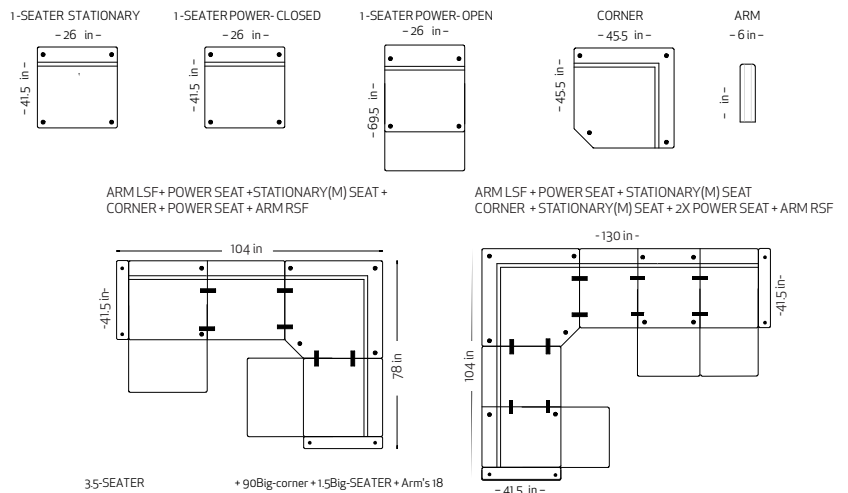 1-SEATER STATIONARY
- 26 in -
- 41.5 in -
1-SEATER POWER- CLOSED
- 26 in -
- 41.5 in -
1-SEATER POWER- OPEN
- 26 in -
- 69.5 in -
CORNER
- 45.5 in -
- 45.5 in -
ARM
- 6 in -
- in -
ARM LSF+ POWER SEAT +STATIONARY(M) SEAT +
CORNER + POWER SEAT + ARM RSF
104 in
-41.5 in-
78 in
ARM LSF + POWER SEAT + STATIONARY(M) SEAT
CORNER + STATIONARY(M) SEAT + 2X POWER SEAT + ARM RSF
-130 in -
-41.5 in-
104 in
- 41.5 in -
3.5-SEATER
+ 90Big-corner +1.5Big-SEATER + Arm's 18